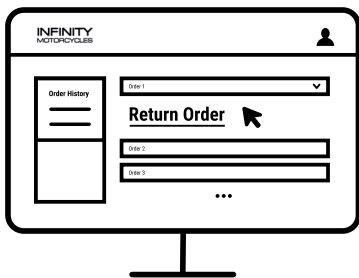 INFINITY
MOTORCYCLES
Order History
Order 1
Return Order
Order 2
Order 3
...